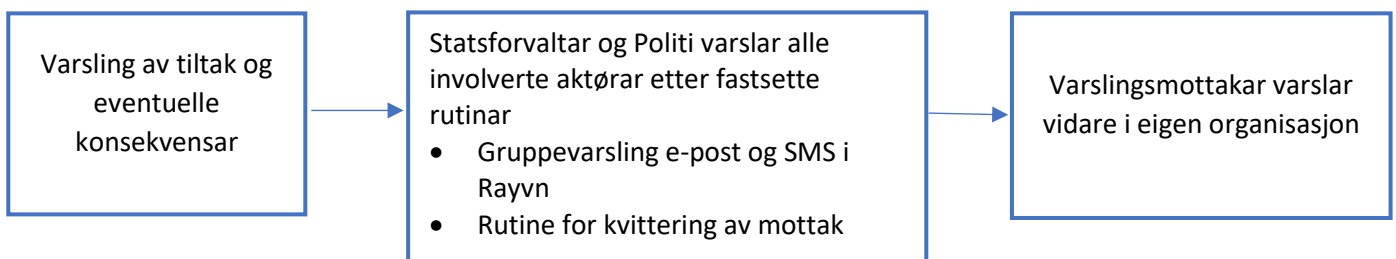 Varsling av tiltak og
eventuelle
konsekvensar
Statsforvaltar og Politi varslar alle
involverte aktørar etter fastsette
rutinar
• Gruppevarsling e-post og SMS i
Rayvn
• Rutine for kvittering av mottak
Varslingsmottakar varslar
vidare i eigen organisasjon